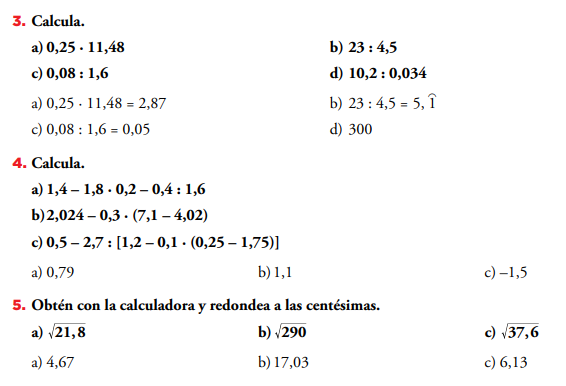 3. Calcula.
a) 0,25 · 11,48 b) 23 : 4,5
c) 0,08 : 1,6 d) 10,2 : 0,034
a) 0,25 · 11,48 = 2,87 b) 23 : 4,5 = 5,1̂
c) 0,08 : 1,6 = 0,05 d) 300
4. Calcula.
a) 1,4 – 1,8 · 0,2 – 0,4 : 1,6
b) 2,024 – 0,3 · (7,1 – 4,02)
c) 0,5 – 2,7 : [1,2 – 0,1 · (0,25 – 1,75)]
a) 0,79 b) 1,1 c) –1,5
5. Obtén con la calculadora y redondea a las centésimas.
a) √21,8 b) √290 c) √37,6
a) 4,67 b) 17,03 c) 6,13